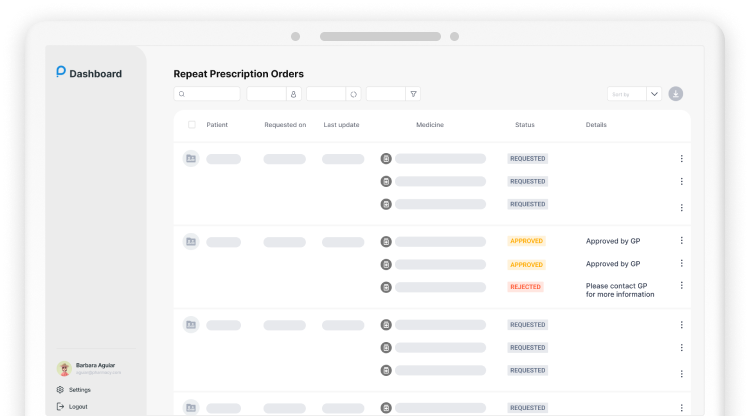 Dashboard
Repeat Prescription Orders
Sort by
Patient Requested on Last update Medicine Status Details
REQUESTED
REQUESTED
REQUESTED
APPROVED Approved by GP
APPROVED Approved by GP
REJECTED Please contact GP
for more information
REQUESTED
REQUESTED
REQUESTED
REQUESTED
Barbara Aguiar
Settings
Logout